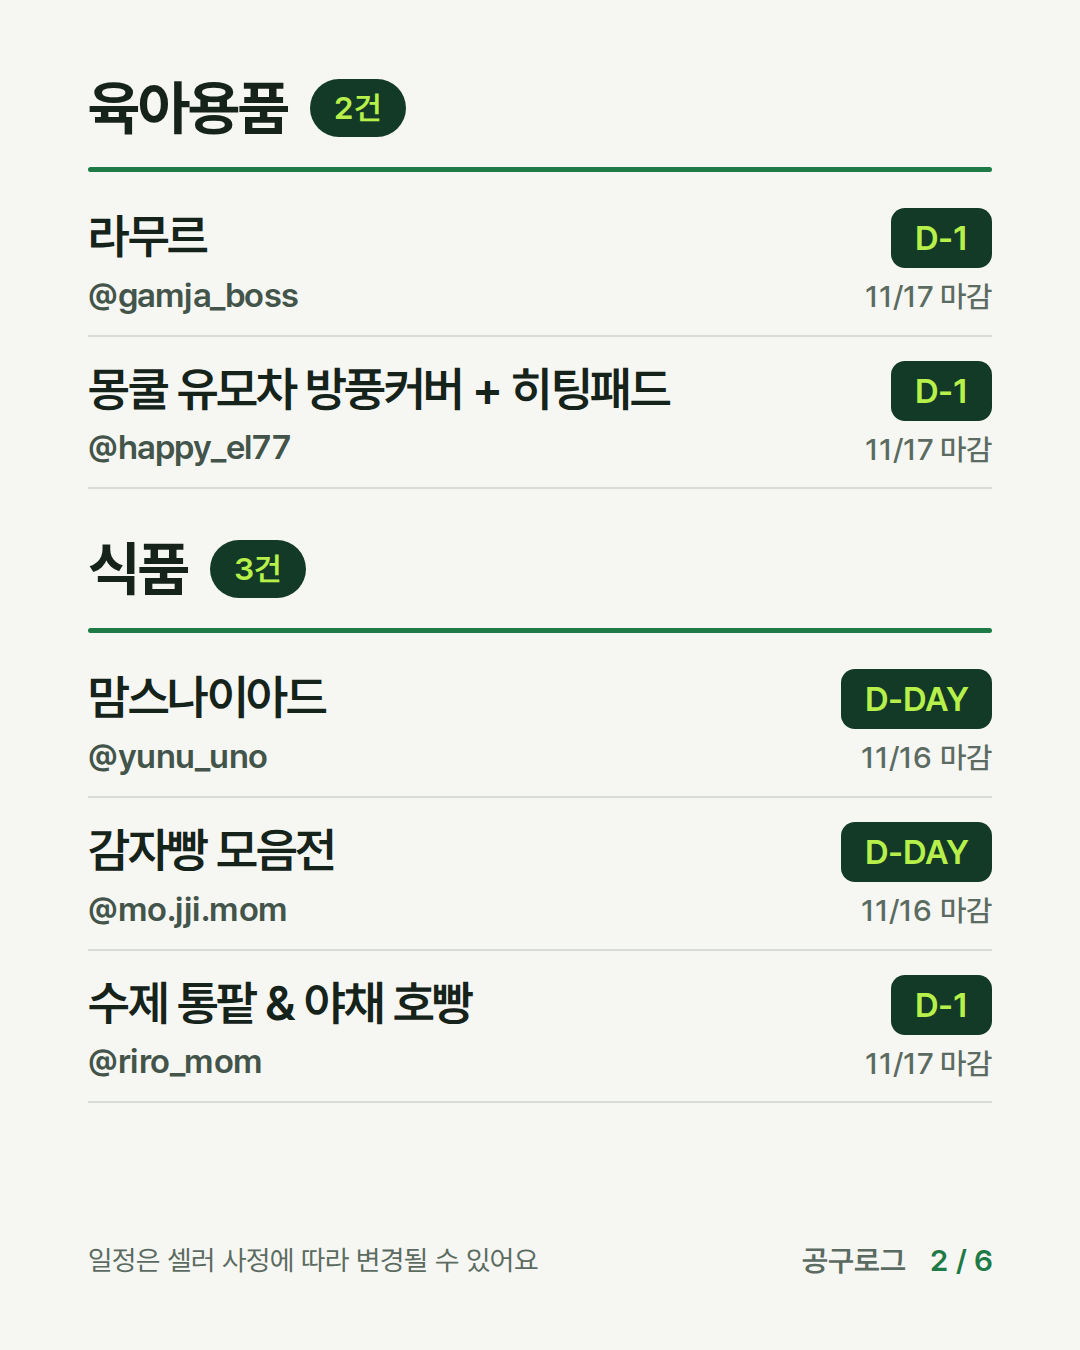 육아용품 2건
라무르 D-1
@gamja_boss 11/17 마감
몽쿨 유모차 방풍커버 + 히팅패드 D-1
@happy_el77 11/17 마감
식품 3건
맘스나이아드 D-DAY
@yunu_uno 11/16 마감
감자빵 모음전 D-DAY
@mo.jji.mom 11/16 마감
수제 통팥 & 야채 호빵 D-1
@riro_mom 11/17 마감
일정은 셀러 사정에 따라 변경될 수 있어요 공구로그 2 / 6